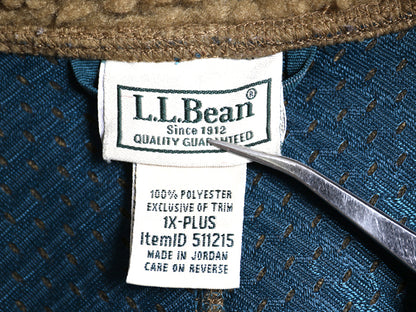 L.L.Bean®
Since 1912
QUALITY GUARANTEED
100% POLYESTER
EXCLUSIVE OF TRIM
1X-PLUS
ItemID 511215
MADE IN JORDAN
CARE ON REVERSE